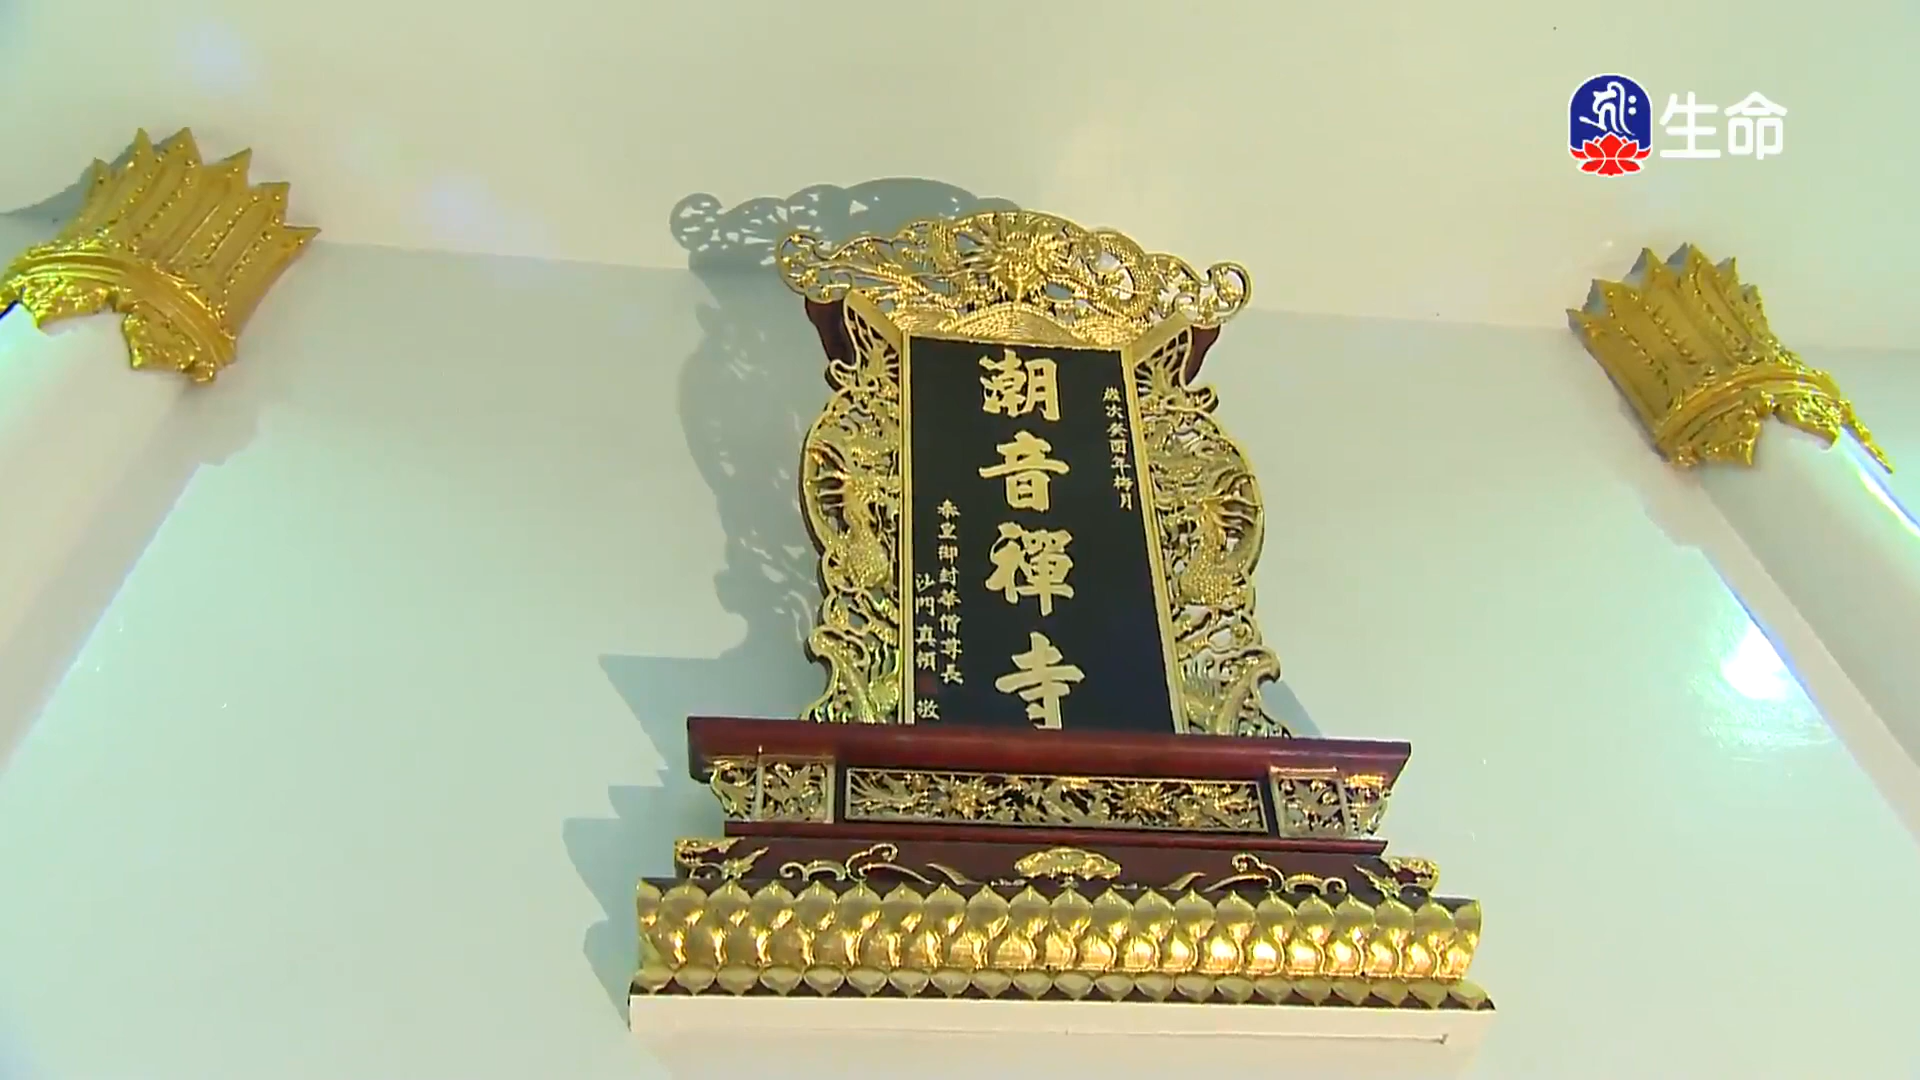 生命
潮音禪寺
歲次癸酉年梅月
泰皇御封華僧尊長
沙門真頓 敬